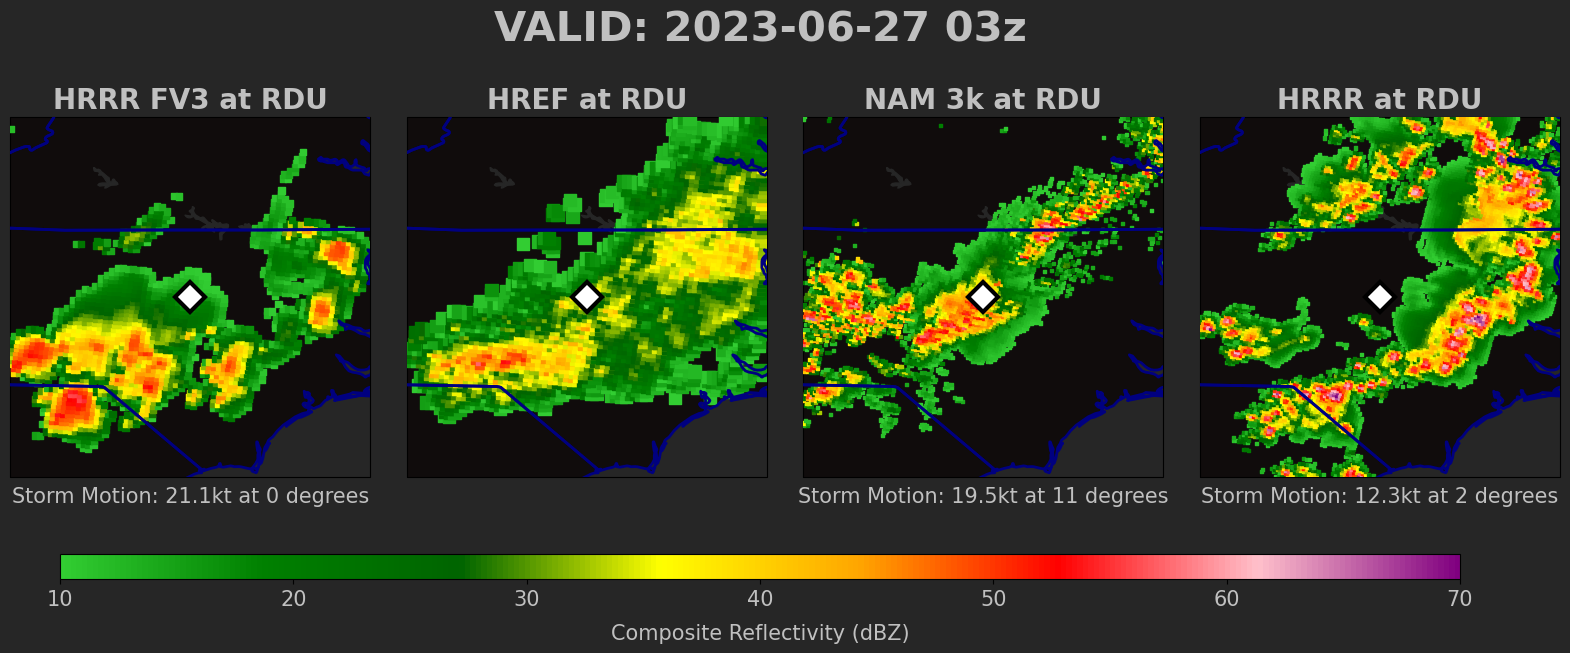 VALID: 2023-06-27 03z
HRRR FV3 at RDU
HREF at RDU
NAM 3k at RDU
HRRR at RDU
Storm Motion: 21.1kt at 0 degrees
Storm Motion: 19.5kt at 11 degrees
Storm Motion: 12.3kt at 2 degrees
10 20 30 40 50 60 70
Composite Reflectivity (dBZ)